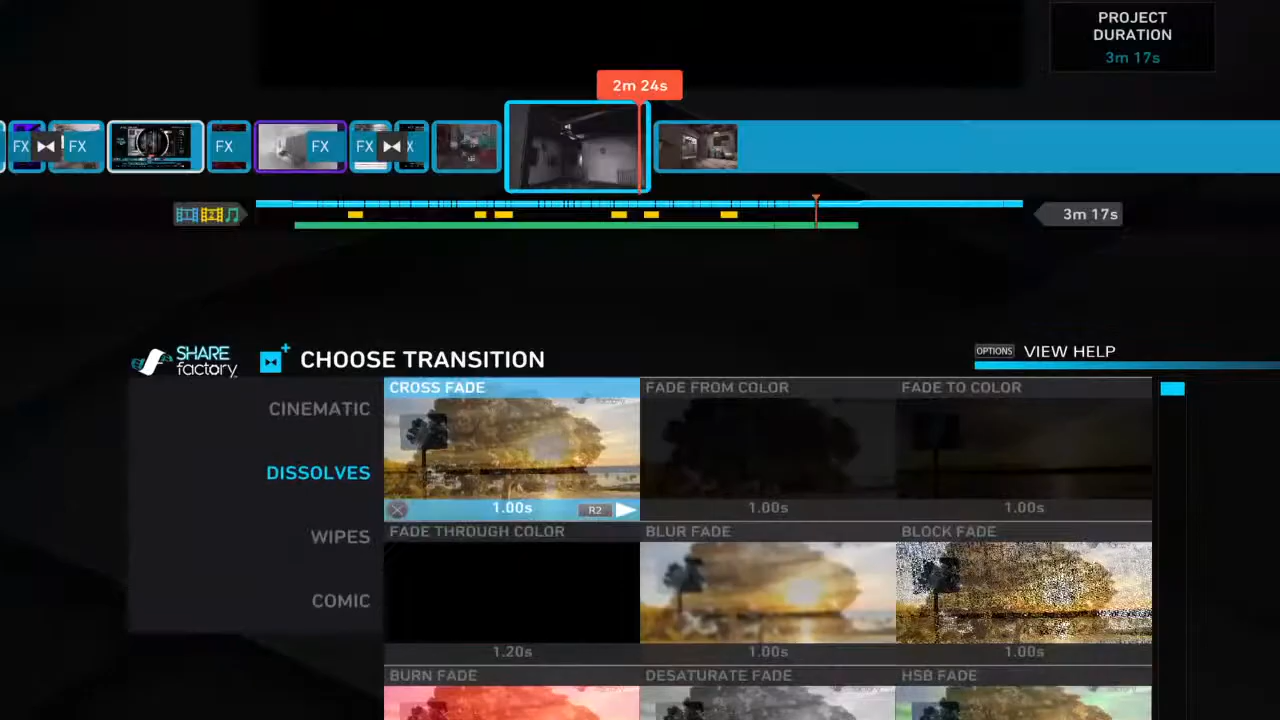 PROJECT
DURATION
3m 17s
2m 24s
FX
FX
FX
FX
FX
X
3m 17s
SHARE
factory
CHOOSE TRANSITION
OPTIONS VIEW HELP
CINEMATIC
DISSOLVES
WIPES
COMIC
CROSS FADE
1.00s
R2
FADE FROM COLOR
1.00s
FADE TO COLOR
1.00s
FADE THROUGH COLOR
1.20s
BLUR FADE
1.00s
BLOCK FADE
1.00s
BURN FADE
DESATURATE FADE
HSB FADE